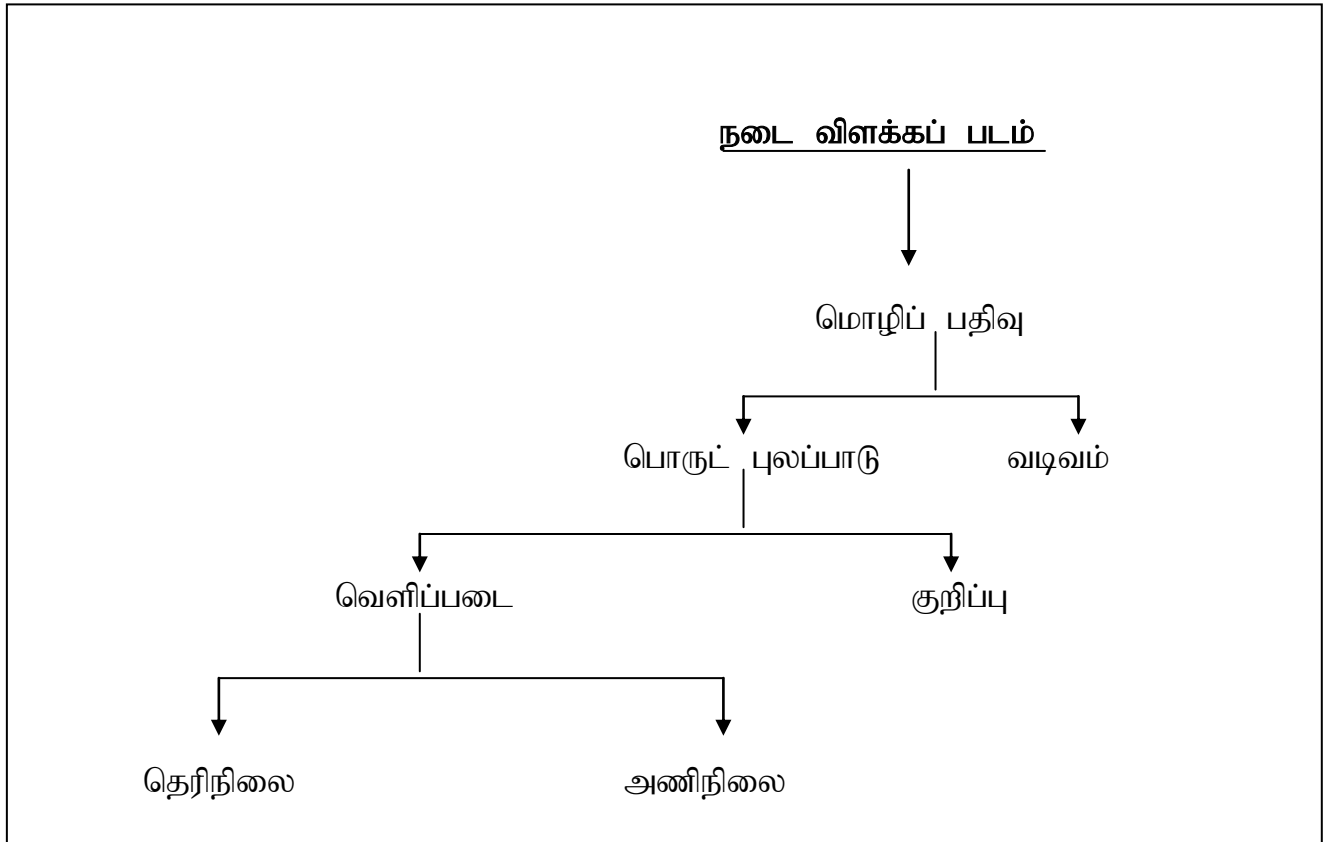 நடை விளக்கப் படம்
மொழிப் பதிவு
பொருட் புலப்பாடு வடிவம்
வெளிப்படை குறிப்பு
தெரிநிலை அணிநிலை